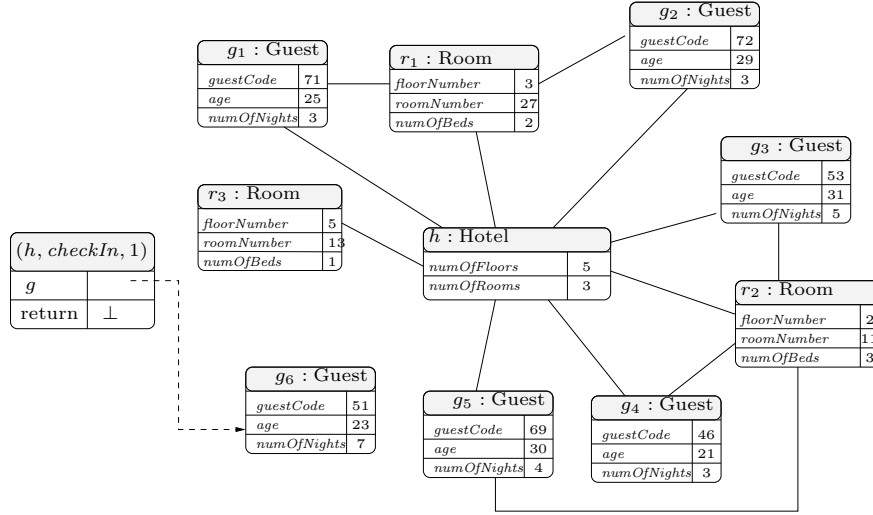 g₁ : Guest
guestCode 71
age 25
numOfNights 3
r₁ : Room
floorNumber 3
roomNumber 27
numOfBeds 2
g₂ : Guest
guestCode 72
age 29
numOfNights 3
g₃ : Guest
guestCode 53
age 31
numOfNights 5
r₃ : Room
floorNumber 5
roomNumber 13
numOfBeds 1
h : Hotel
numOfFloors 5
numOfRooms 3
(h, checkIn, 1)
g
return ⊥
r₂ : Room
floorNumber 2
roomNumber 11
numOfBeds 3
g₆ : Guest
guestCode 51
age 23
numOfNights 7
g₅ : Guest
guestCode 69
age 30
numOfNights 4
g₄ : Guest
guestCode 46
age 21
numOfNights 3